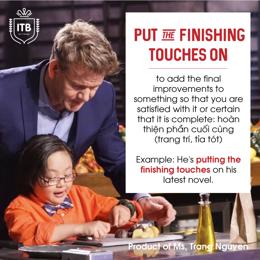 ITB
PUT THE FINISHING
TOUCHES ON
to add the final
improvements to
something so that you are
satisfied with it or certain
that it is complete: hoàn
thiện phần cuối cùng
(trang trí, tỉa tót)
Example: He's putting the
finishing touches on his
latest novel.
Product of Ms. Trang Nguyen